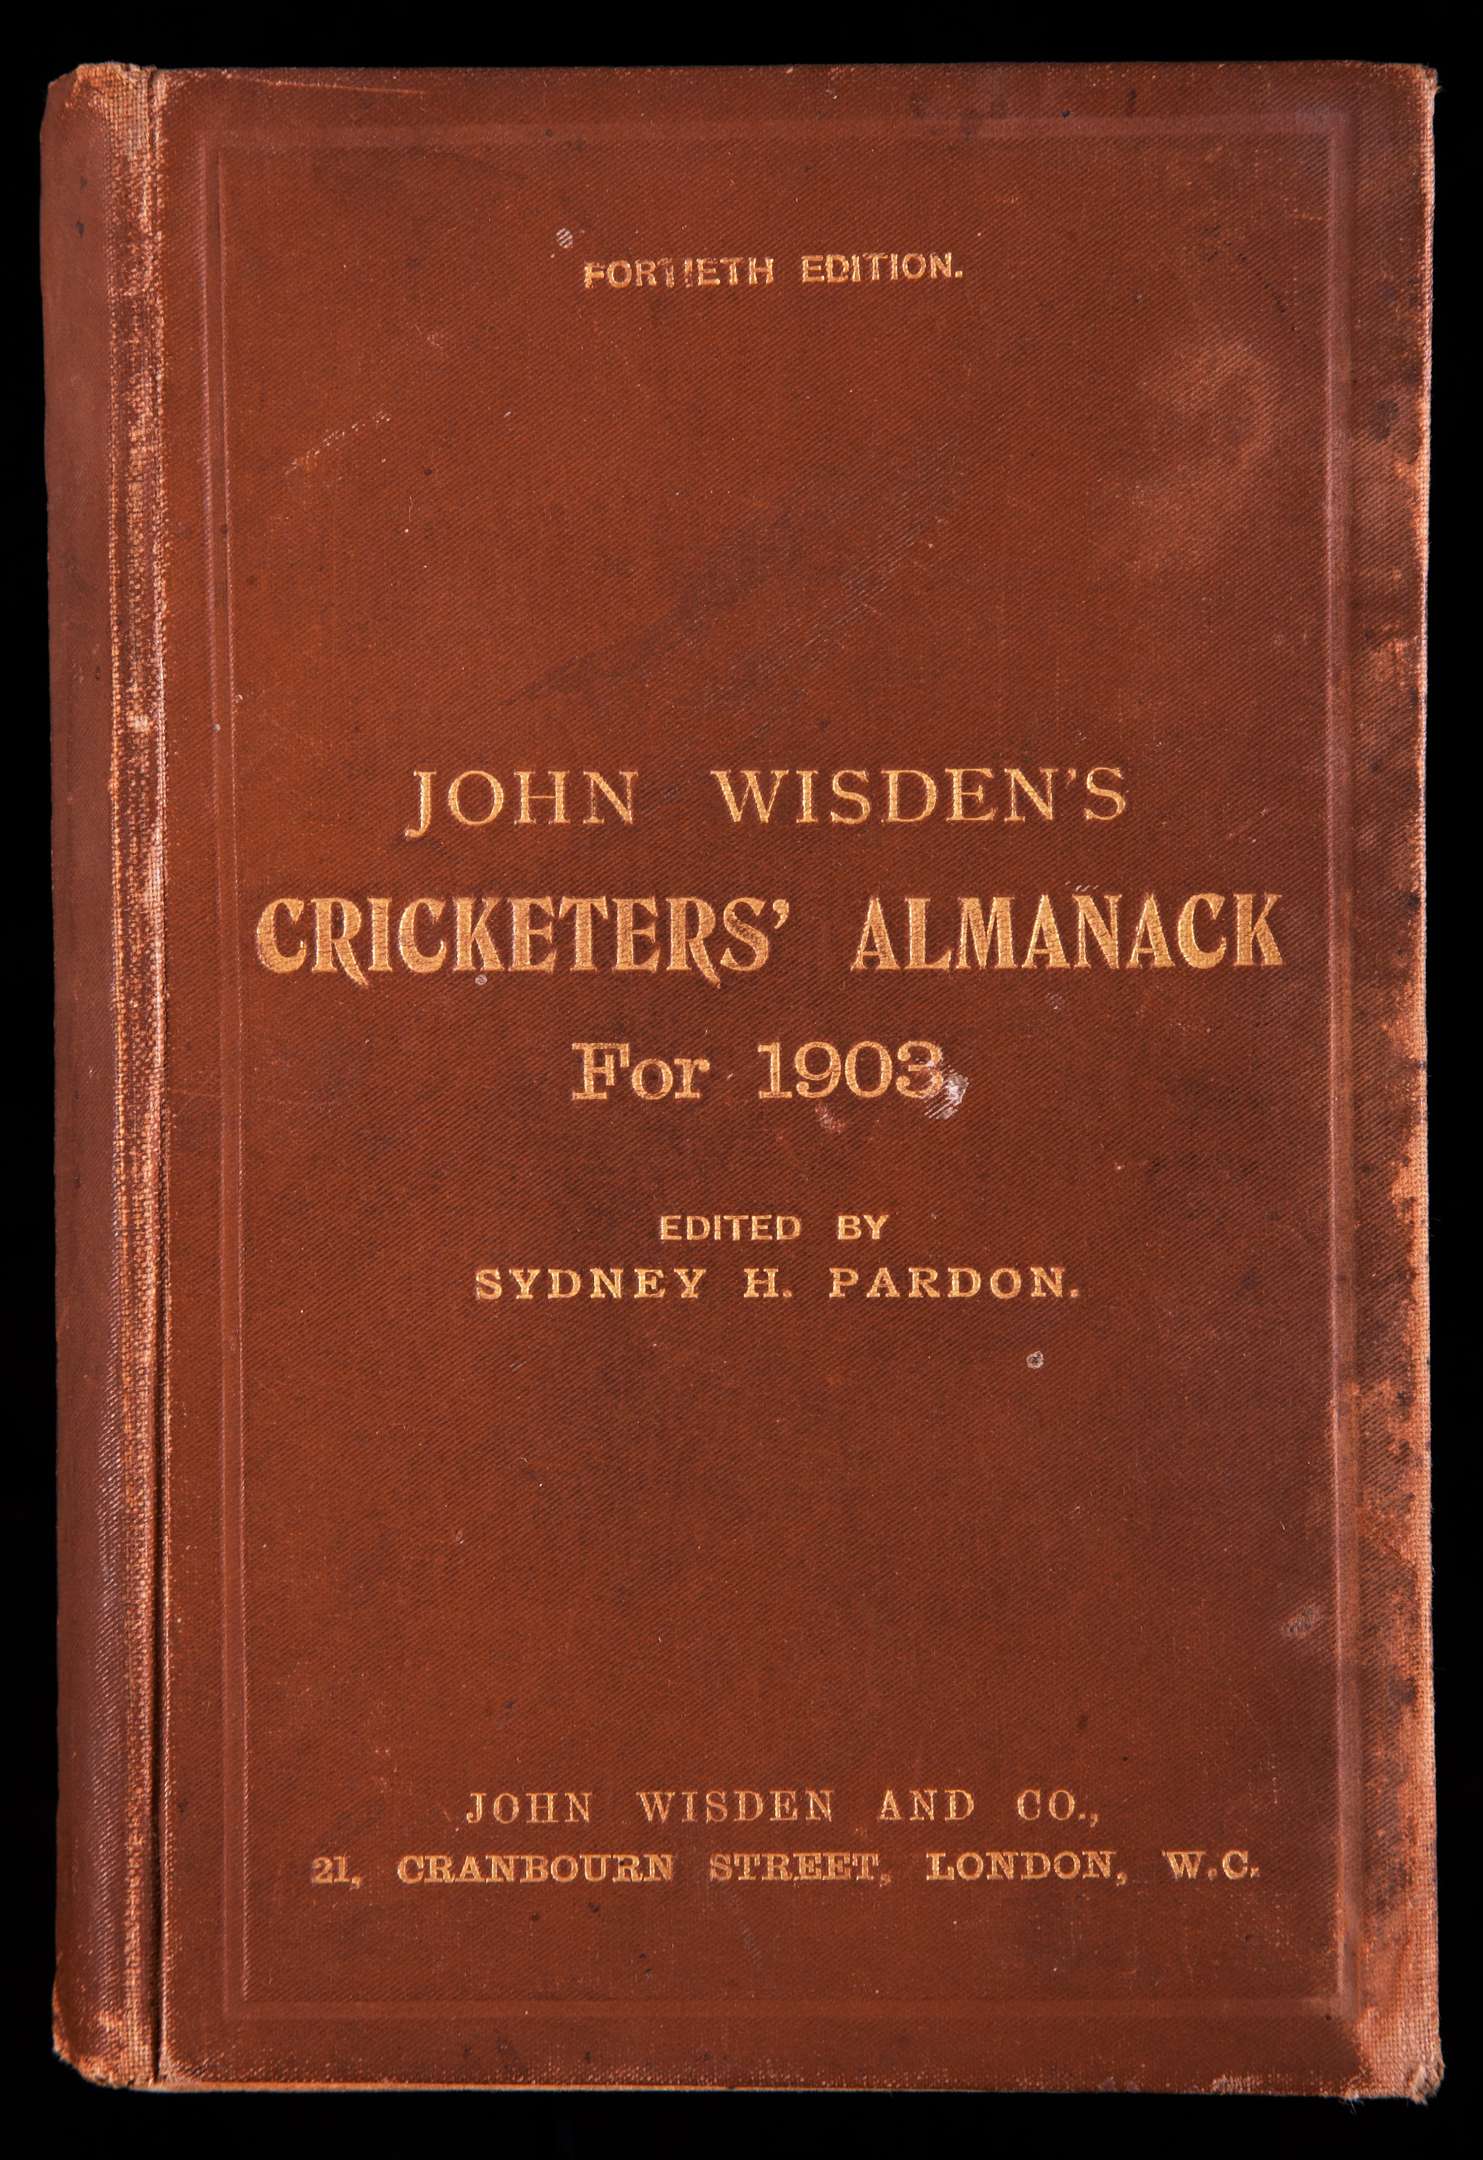 FORTIETH EDITION.
JOHN WISDEN'S
CRICKETERS' ALMANACK
For 1903,
EDITED BY
SYDNEY H. PARDON.
JOHN WISDEN AND CO.,
21, CRANBOURN STREET, LONDON, W.C.